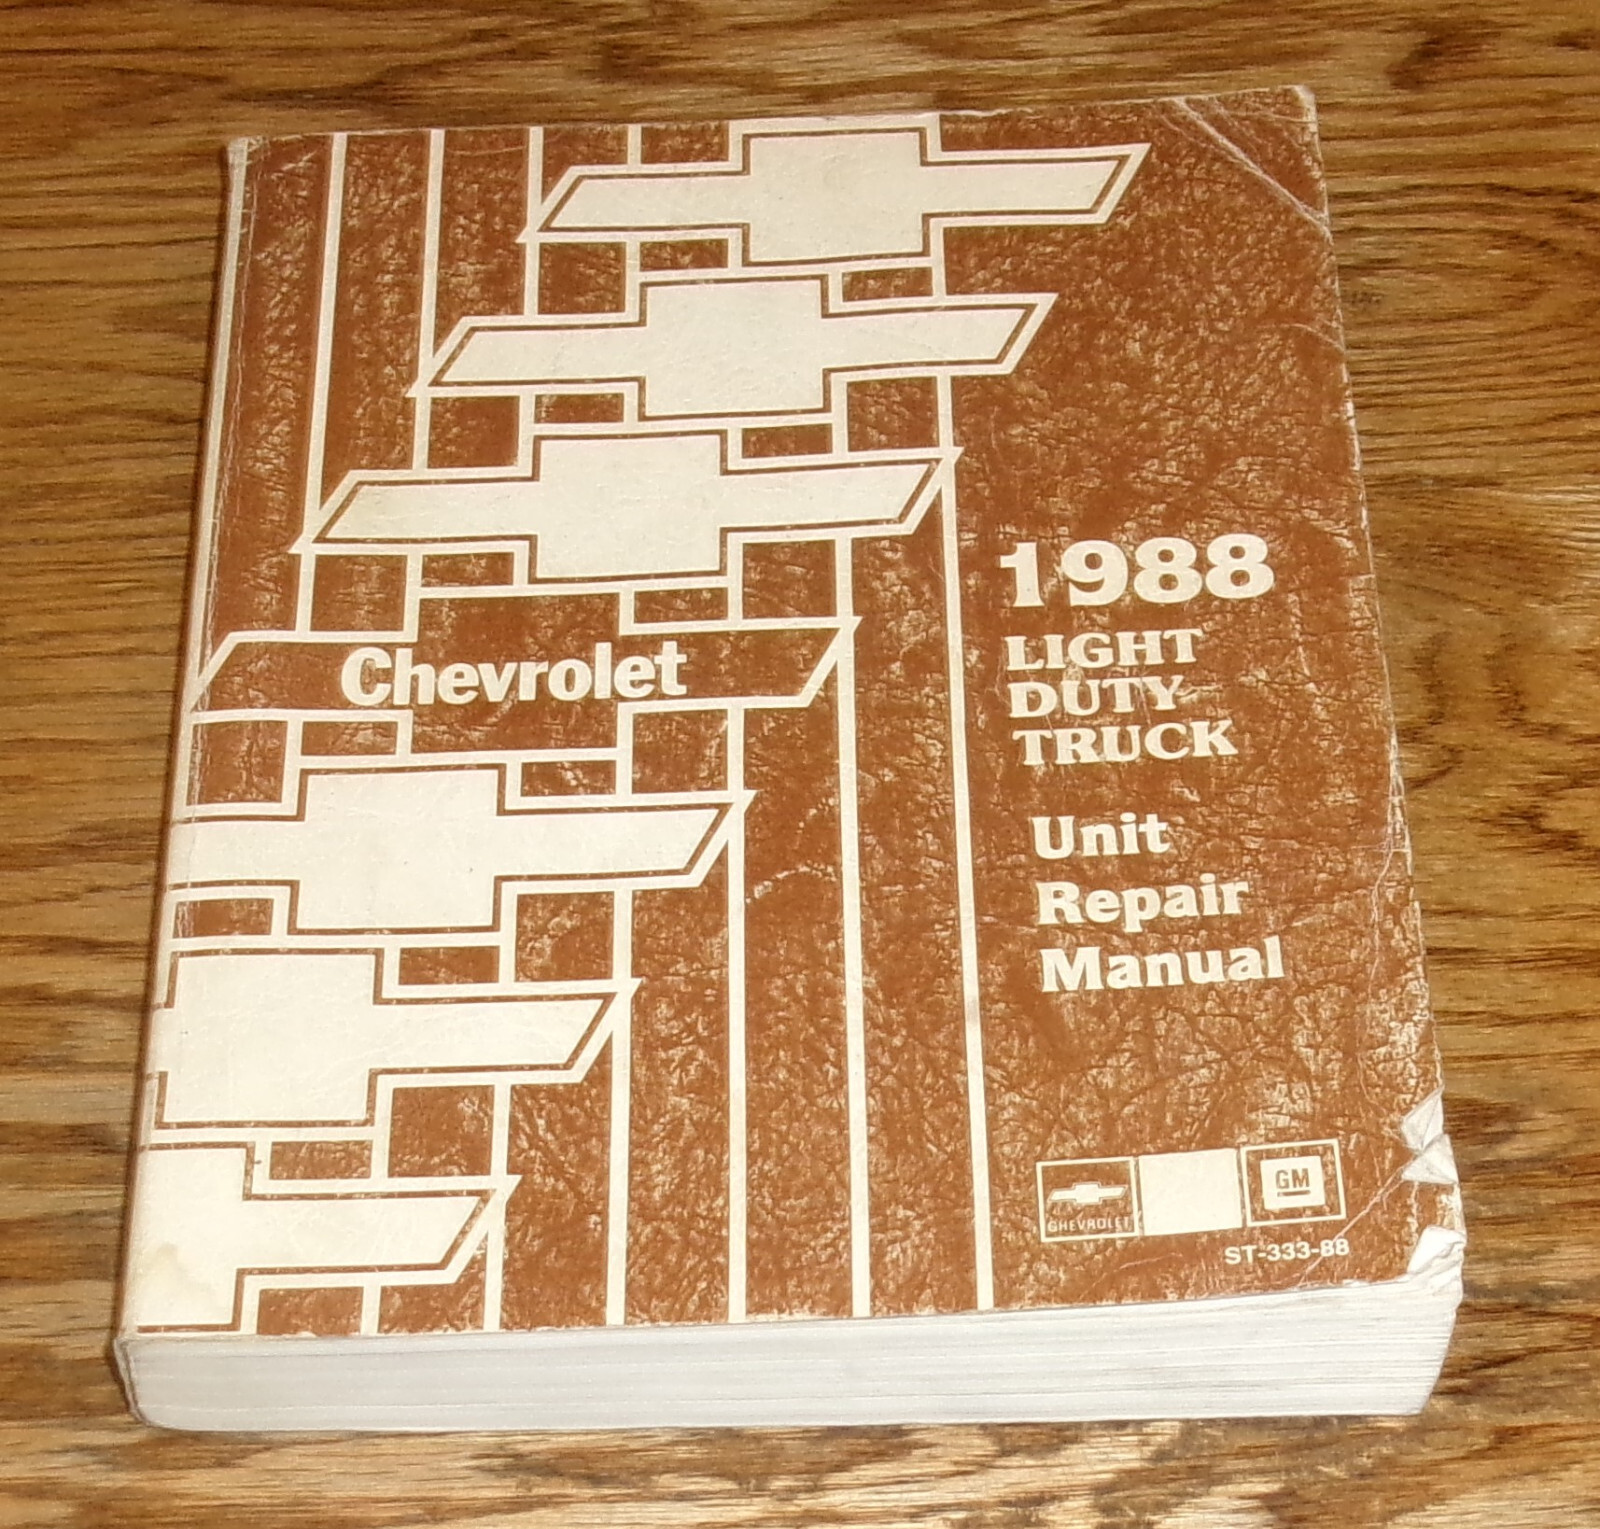 Chevrolet
1988
LIGHT
DUTY
TRUCK
Unit
Repair
Manual
CHEVROLET
GM
ST-333-88